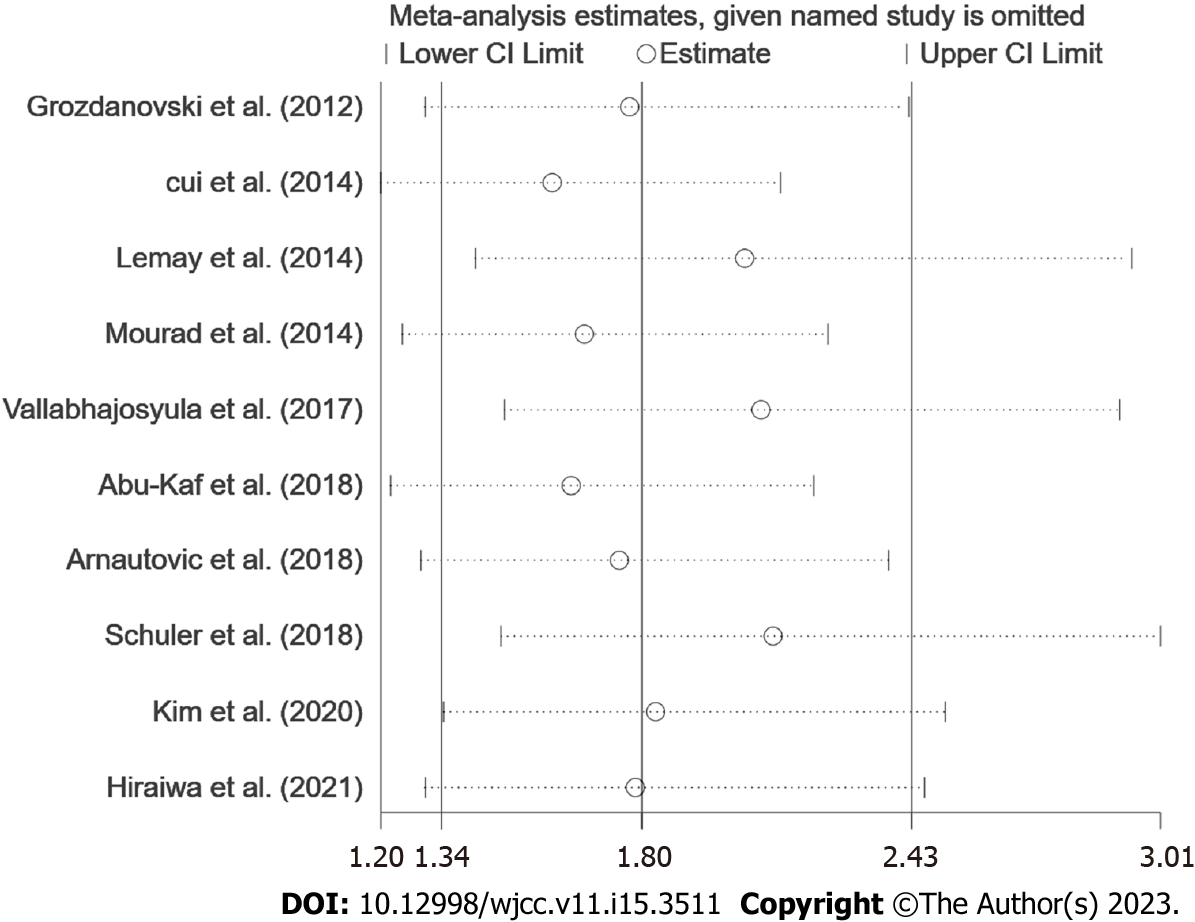 Meta-analysis estimates, given named study is omitted
| Lower CI Limit ○Estimate | Upper CI Limit
Grozdanovski et al. (2012)
cui et al. (2014)
Lemay et al. (2014)
Mourad et al. (2014)
Vallabhajosyula et al. (2017)
Abu-Kaf et al. (2018)
Arnautovic et al. (2018)
Schuler et al. (2018)
Kim et al. (2020)
Hiraiwa et al. (2021)
1.20 1.34 1.80 2.43 3.01
DOI: 10.12998/wjcc.v11.i15.3511 Copyright ©The Author(s) 2023.